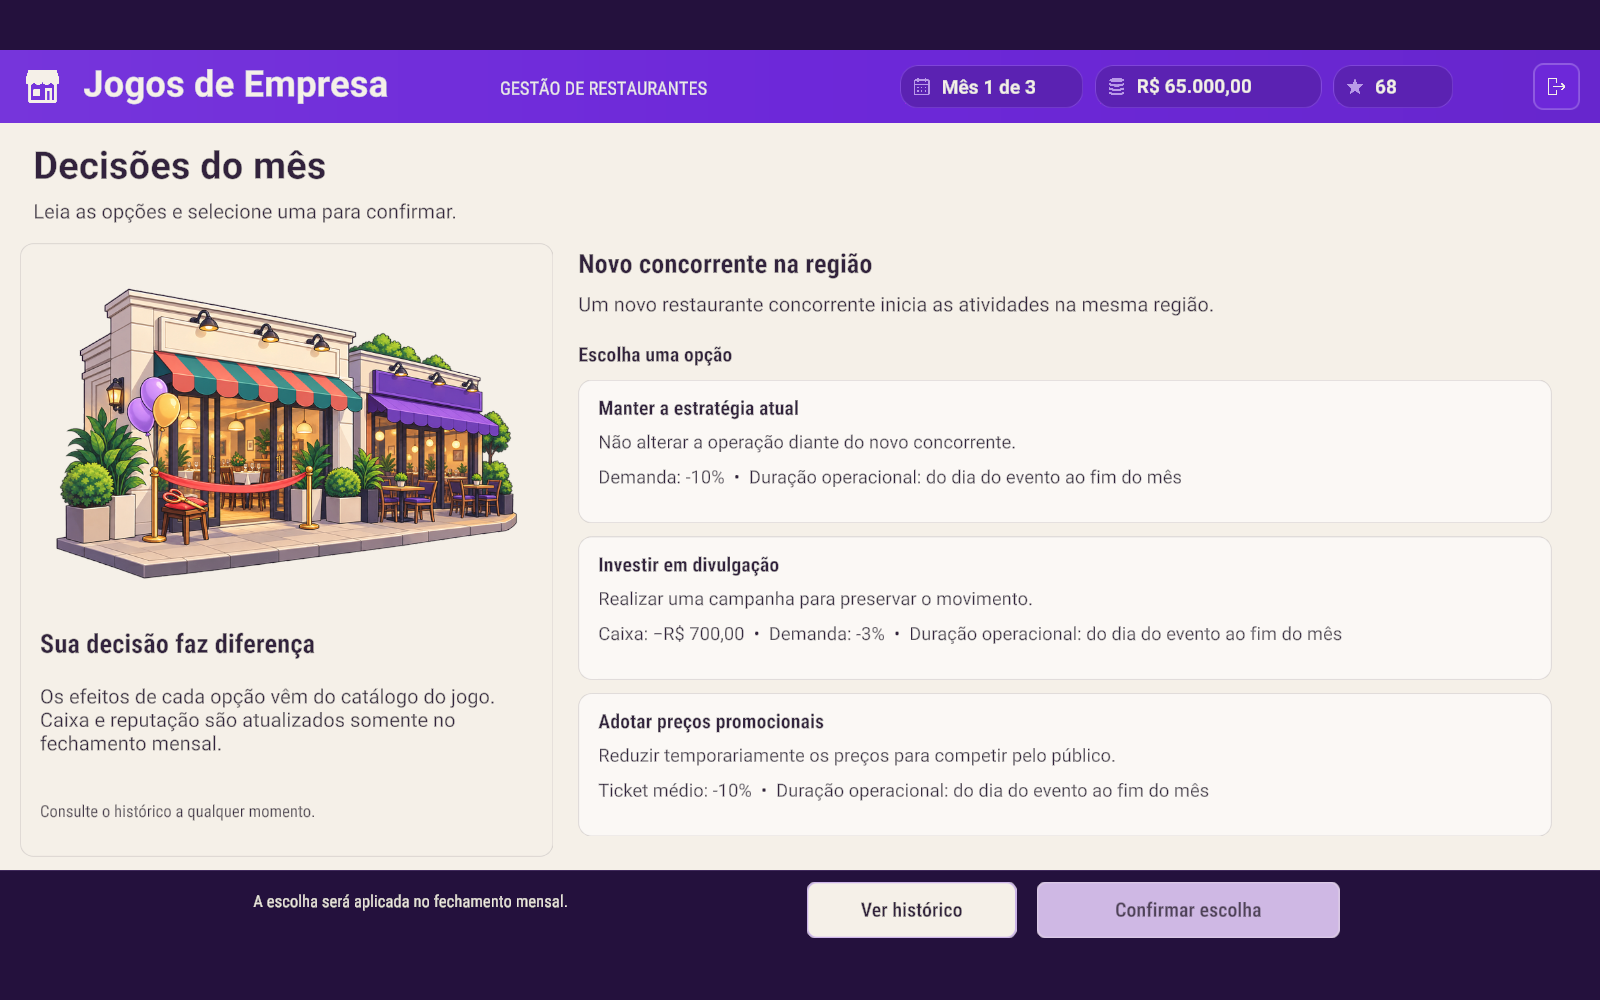 Jogos de Empresa
GESTÃO DE RESTAURANTES
Mês 1 de 3
R$ 65.000,00
68
Decisões do mês
Leia as opções e selecione uma para confirmar.
Sua decisão faz diferença
Os efeitos de cada opção vêm do catálogo do jogo.
Caixa e reputação são atualizados somente no
fechamento mensal.
Consulte o histórico a qualquer momento.
Novo concorrente na região
Um novo restaurante concorrente inicia as atividades na mesma região.
Escolha uma opção
Manter a estratégia atual
Não alterar a operação diante do novo concorrente.
Demanda: -10% • Duração operacional: do dia do evento ao fim do mês
Investir em divulgação
Realizar uma campanha para preservar o movimento.
Caixa: −R$ 700,00 • Demanda: -3% • Duração operacional: do dia do evento ao fim do mês
Adotar preços promocionais
Reduzir temporariamente os preços para competir pelo público.
Ticket médio: -10% • Duração operacional: do dia do evento ao fim do mês
A escolha será aplicada no fechamento mensal.
Ver histórico
Confirmar escolha